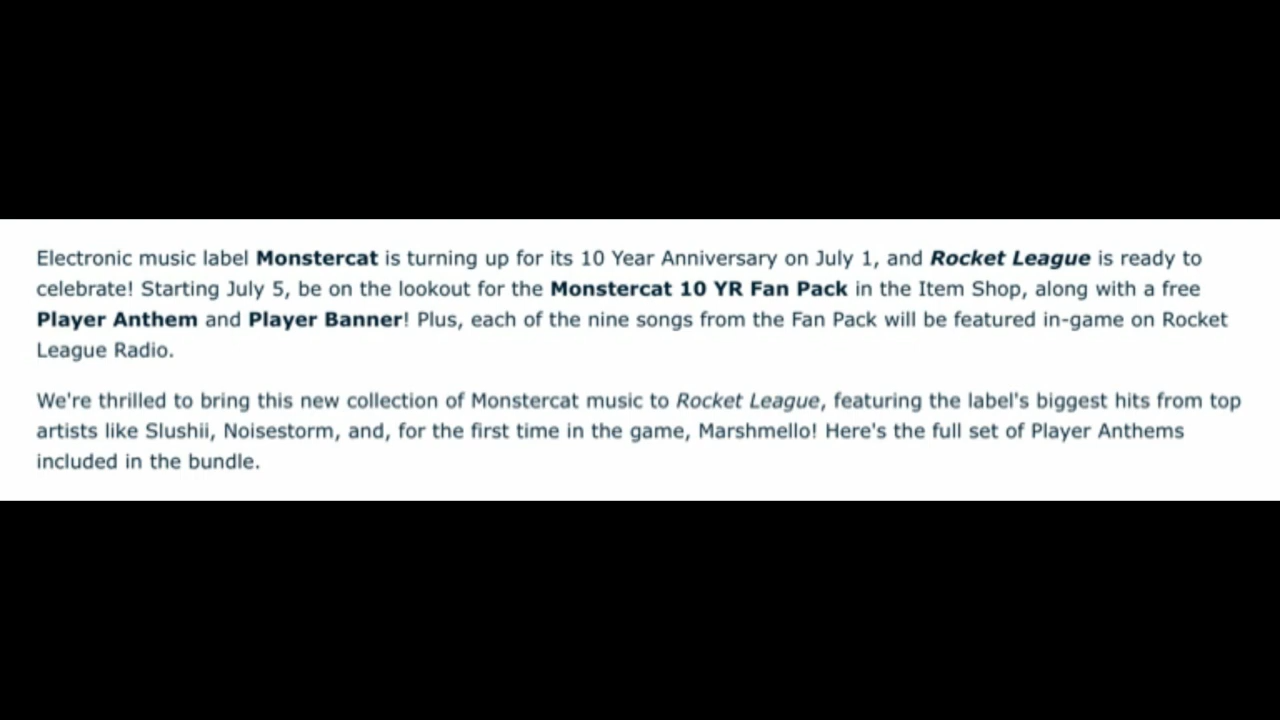 Electronic music label Monstercat is turning up for its 10 Year Anniversary on July 1, and Rocket League is ready to
celebrate! Starting July 5, be on the lookout for the Monstercat 10 YR Fan Pack in the Item Shop, along with a free
Player Anthem and Player Banner! Plus, each of the nine songs from the Fan Pack will be featured in-game on Rocket
League Radio.
We're thrilled to bring this new collection of Monstercat music to Rocket League, featuring the label's biggest hits from top
artists like Slushii, Noisestorm, and, for the first time in the game, Marshmello! Here's the full set of Player Anthems
included in the bundle.